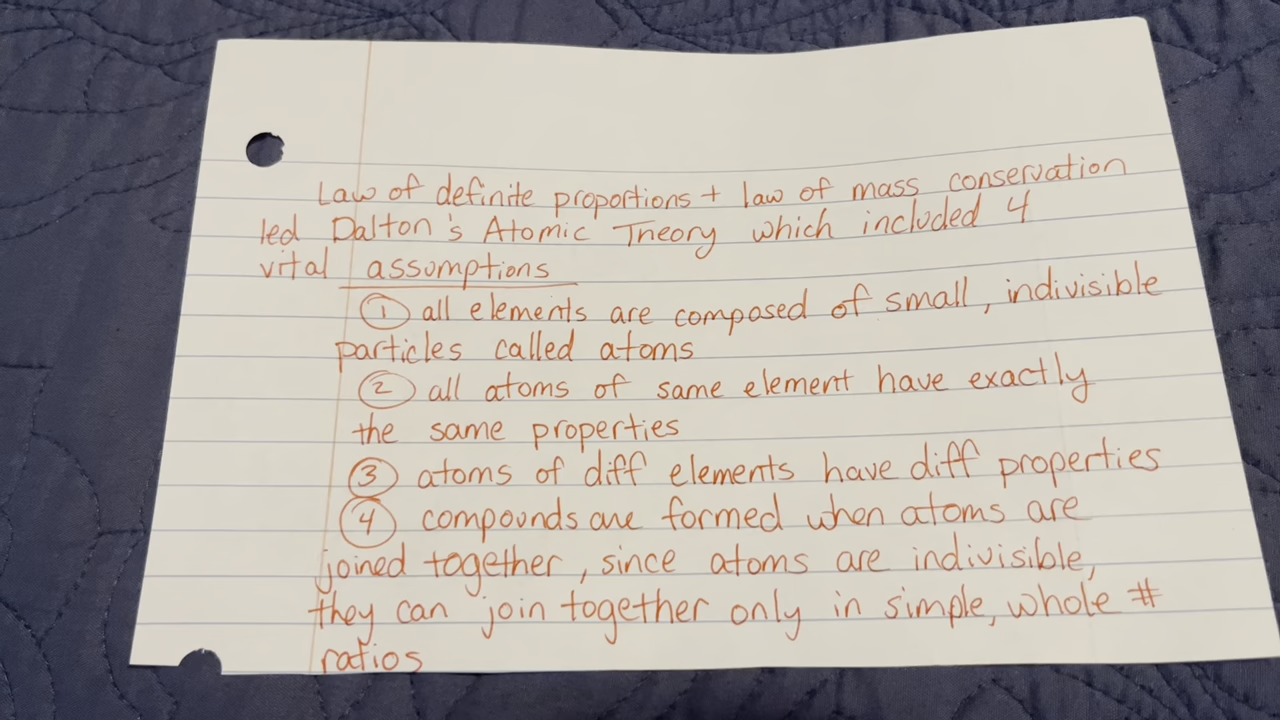 Law of definite proportions + law of mass conservation
led Dalton's Atomic Theory which included 4
vital assumptions
① all elements are composed of small, indivisible
particles called atoms
② all atoms of same element have exactly
the same properties
③ atoms of diff elements have diff properties
④ compounds are formed when atoms are
joined together, since atoms are indivisible,
they can join together only in simple, whole #
ratios